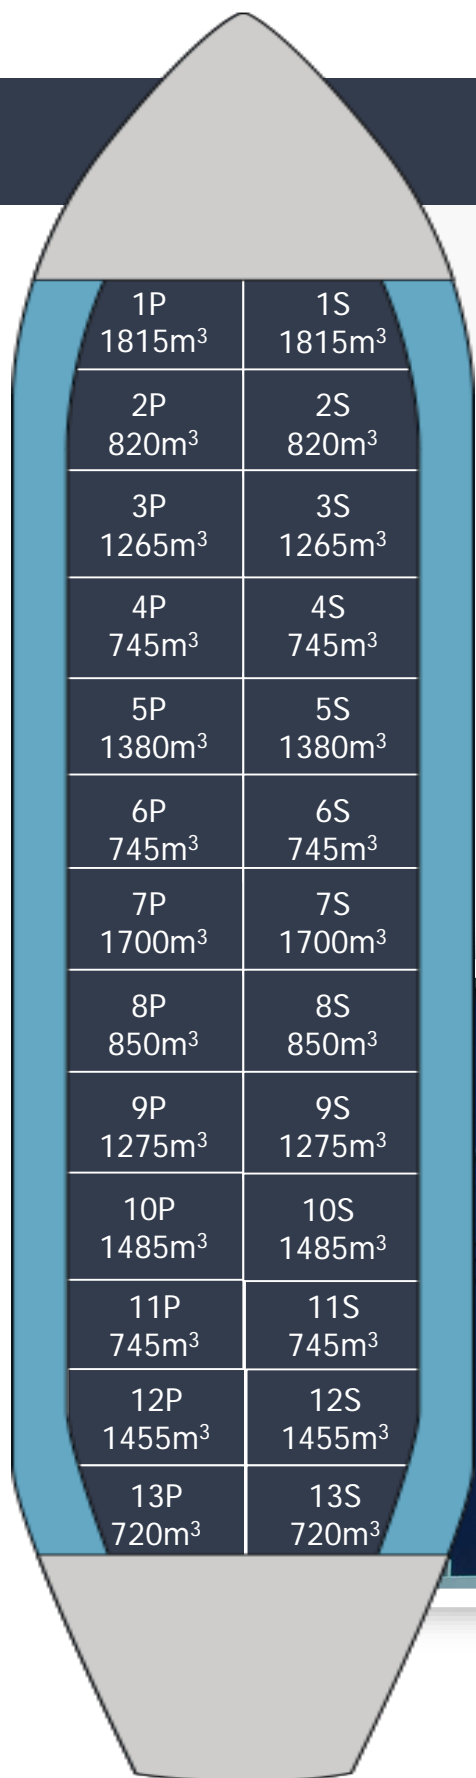 1P 1S
1815m³ 1815m³
2P 2S
820m³ 820m³
3P 3S
1265m³ 1265m³
4P 4S
745m³ 745m³
5P 5S
1380m³ 1380m³
6P 6S
745m³ 745m³
7P 7S
1700m³ 1700m³
8P 8S
850m³ 850m³
9P 9S
1275m³ 1275m³
10P 10S
1485m³ 1485m³
11P 11S
745m³ 745m³
12P 12S
1455m³ 1455m³
13P 13S
720m³ 720m³